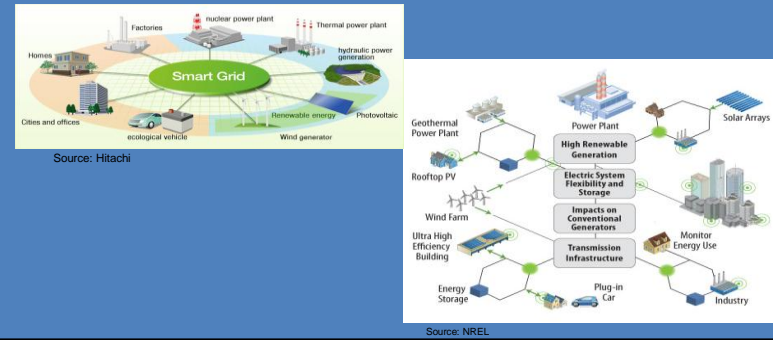 nuclear power plant
Factories
Thermal power plant
Homes
hydraulic power
generation
Smart Grid
Cities and offices
ecological vehicle
Renewable energy
Photovoltaic
Wind generator
Source: Hitachi
Geothermal
Power Plant
Power Plant
Solar Arrays
High Renewable
Generation
Rooftop PV
Electric System
Flexibility and
Storage
Wind Farm
Impacts on
Conventional
Generators
Ultra High
Efficiency
Building
Transmission
Infrastructure
Monitor
Energy Use
Energy
Storage
Plug-in
Car
Industry
Source: NREL